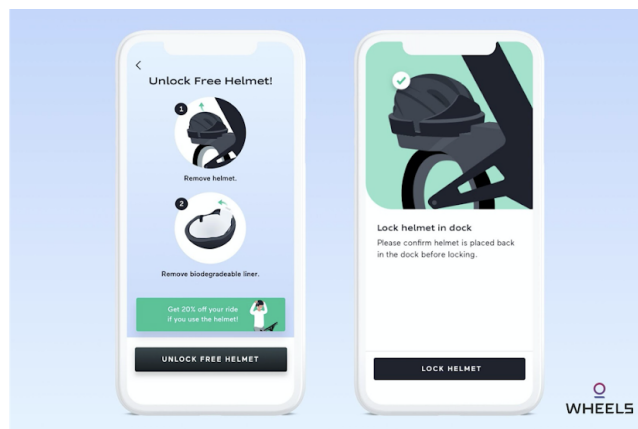 Unlock Free Helmet!
1
Remove helmet.
2
Remove biodegradeable liner.
Get 20% off your ride
if you use the helmet!
UNLOCK FREE HELMET
Lock helmet in dock
Please confirm helmet is placed back
in the dock before locking.
LOCK HELMET
WHEELS